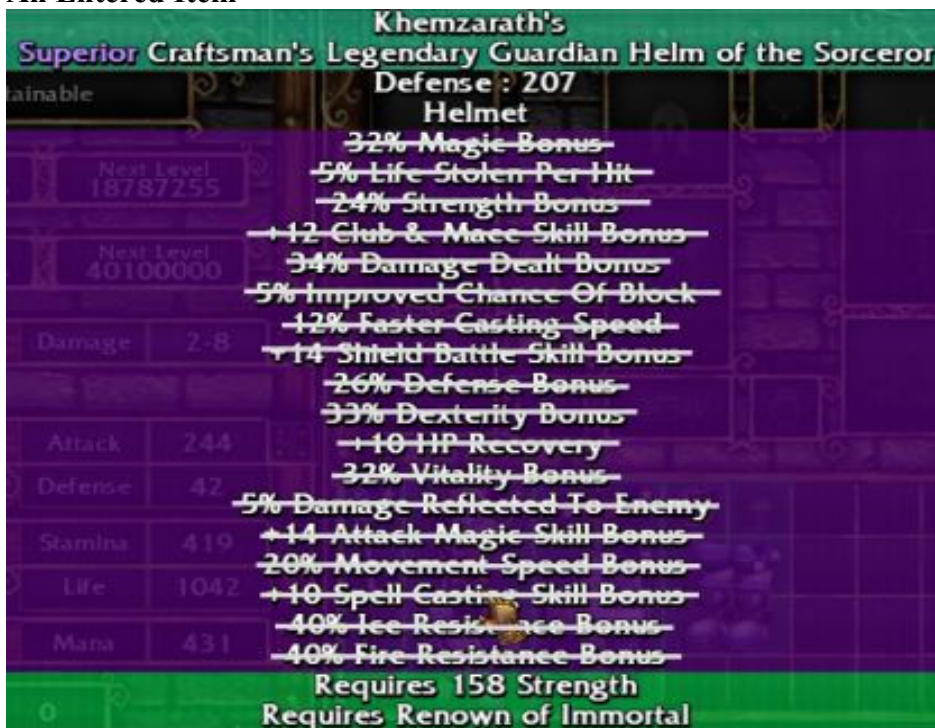 An Entered Item
Khemzarath's
Superior Craftsman's Legendary Guardian Helm of the Sorceror
Defense : 207
Helmet
32% Magic Bonus
5% Life Stolen Per Hit
24% Strength Bonus
+12 Club & Mace Skill Bonus
34% Damage Dealt Bonus
5% Improved Chance Of Block
12% Faster Casting Speed
+14 Shield Battle Skill Bonus
26% Defense Bonus
33% Dexterity Bonus
+10 HP Recovery
32% Vitality Bonus
5% Damage Reflected To Enemy
+14 Attack Magic Skill Bonus
20% Movement Speed Bonus
+10 Spell Casting Skill Bonus
40% Ice Resistance Bonus
40% Fire Resistance Bonus
Requires 158 Strength
Requires Renown of Immortal
tainable
Next Level
18787255
Next Level
40100000
Damage 2-8
Attack 244
Defense 42
Stamina 419
Life 1042
Mana 431
0